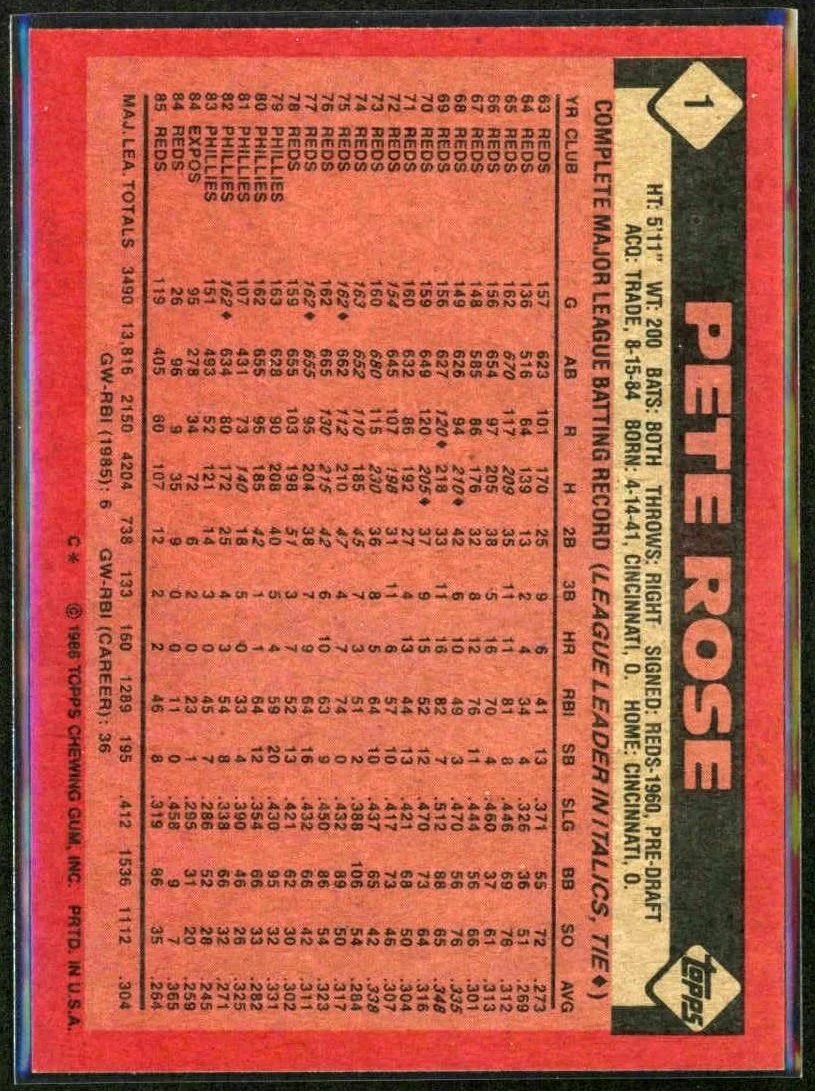 1
PETE ROSE
topps
HT: 5'11" WT: 200 BATS: BOTH THROWS: RIGHT SIGNED: REDS-1960, PRE-DRAFT
ACQ: TRADE, 8-15-84 BORN: 4-14-41, CINCINNATI, O. HOME: CINCINNATI, O.
COMPLETE MAJOR LEAGUE BATTING RECORD (LEAGUE LEADER IN ITALICS, TIE ♦)
YR CLUB G AB R H 2B 3B HR RBI SB SLG BB SO AVG
63 REDS 157 623 101 170 25 9 6 41 13 .371 55 72 .273
64 REDS 136 516 64 139 13 2 4 34 4 .326 36 51 .269
65 REDS 162 670 117 209 35 11 11 81 8 .446 69 76 .312
66 REDS 156 654 97 205 38 5 16 70 4 .460 37 61 .313
67 REDS 148 585 86 176 32 8 12 76 11 .444 56 66 .301
68 REDS 149 626 94 210♦ 42 6 10 49 3 .470 56 76 .335
69 REDS 156 627 120♦ 218 33 11 16 82 7 .512 88 65 .348
70 REDS 159 649 120 205♦ 37 9 15 52 12 .470 73 64 .316
71 REDS 160 632 86 192 27 4 13 44 13 .421 68 50 .304
72 REDS 154 645 107 198 31 11 6 57 10 .417 73 46 .307
73 REDS 160 680 115 230 36 8 5 64 10 .437 65 42 .338
74 REDS 163 652 110 185 45 7 3 51 2 .388 106 54 .284
75 REDS 162♦ 662 112 210 47 4 7 74 0 .432 89 50 .317
76 REDS 162 665 130 215 42 6 10 63 9 .450 86 54 .323
77 REDS 162♦ 655 95 204 38 7 9 64 16 .432 66 42 .311
78 REDS 159 655 103 198 51 3 7 52 13 .421 62 30 .302
79 PHILLIES 163 628 90 208 40 5 4 59 20 .430 95 32 .331
80 PHILLIES 162 655 95 185 42 1 1 64 12 .354 66 33 .282
81 PHILLIES 107 431 73 140 18 5 0 33 4 .390 46 26 .325
82 PHILLIES 162♦ 634 80 172 25 4 3 54 8 .338 66 32 .271
83 PHILLIES 151 493 52 121 14 3 0 45 7 .286 52 28 .245
84 EXPOS 95 278 34 72 6 2 0 23 1 .295 31 20 .259
84 REDS 26 96 9 35 9 0 0 11 0 .458 9 7 .365
85 REDS 119 405 60 107 12 2 2 46 8 .319 86 35 .264
MAJ. LEA. TOTALS 3490 13,816 2150 4204 738 133 160 1289 195 .412 1536 1112 .304
GW-RBI (1985): 6 GW-RBI (CAREER): 36
C* © 1986 TOPPS CHEWING GUM, INC. PRTD. IN U.S.A.